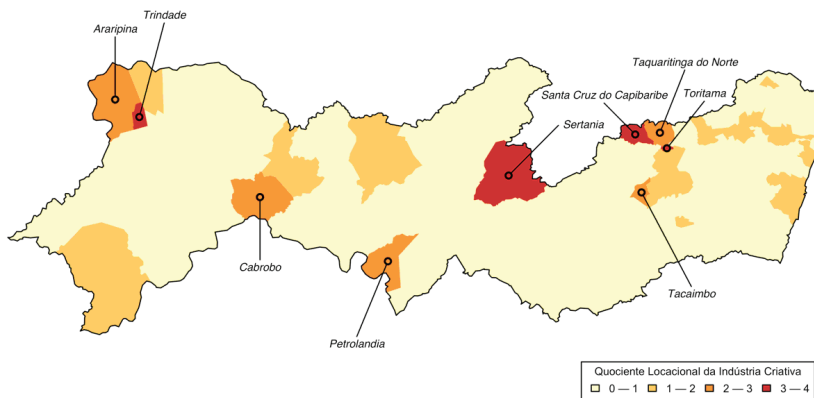 Trindade
Araripina
Taquaritinga do Norte
Santa Cruz do Capibaribe
Toritama
Sertania
Cabrobo
Tacaimbo
Petrolandia
Quociente Locacional da Indústria Criativa
0 — 1 1 — 2 2 — 3 3 — 4